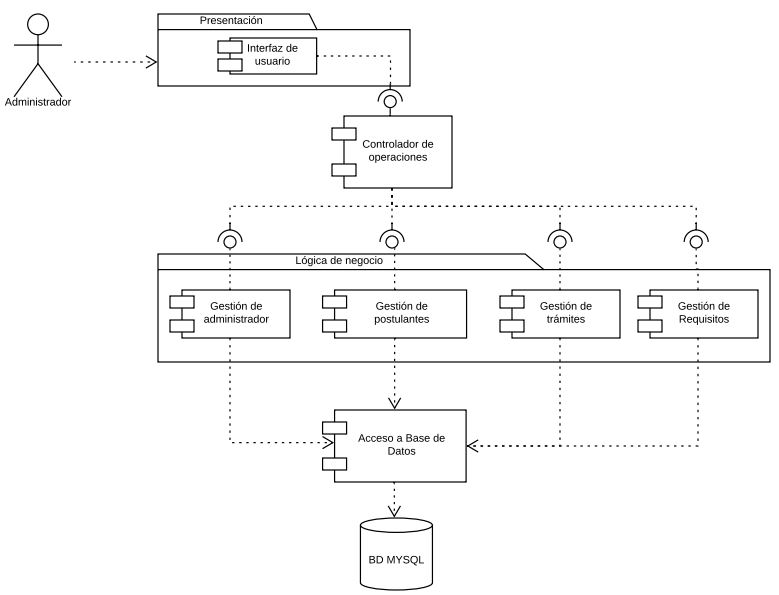 Presentación
Interfaz de
usuario
Administrador
Controlador de
operaciones
Lógica de negocio
Gestión de
administrador
Gestión de
postulantes
Gestión de
trámites
Gestión de
Requisitos
Acceso a Base de
Datos
BD MYSQL